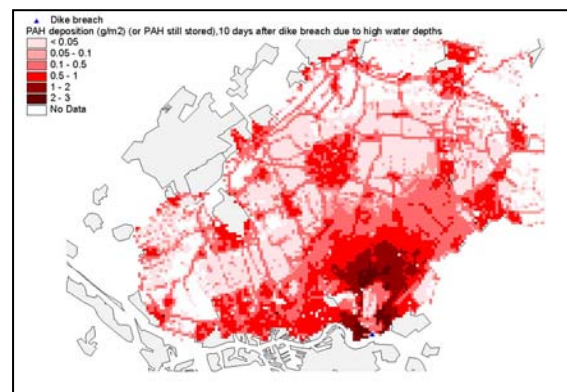 Dike breach
PAH deposition (g/m2) (or PAH still stored),10 days after dike breach due to high water depths
< 0.05
0.05 - 0.1
0.1 - 0.5
0.5 - 1
1 - 2
2 - 3
No Data